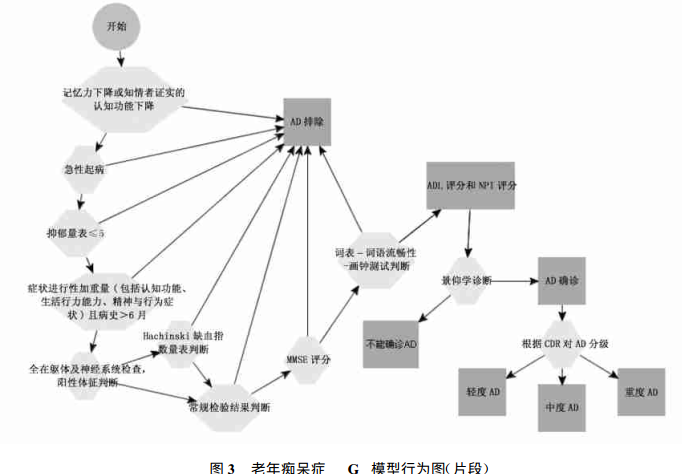 开始
记忆力下降或知情者证实的
认知功能下降
AD 排除
急性起病
抑郁量表≤5
症状进行性加重量（包括认知功能、
生活行力能力、精神与行为症
状）且病史>6月
全在躯体及神经系统检查，
阳性体征判断
Hachinski 缺血指
数量表判断
常规检验结果判断
MMSE 评分
词表-词语流畅性
-画钟测试判断
ADL 评分和 NPI 评分
景仰学诊断
不能确诊AD
AD 确诊
根据 CDR 对 AD 分级
轻度 AD
中度 AD
重度 AD
图 3 老年痴呆症 G 模型行为图(片段)